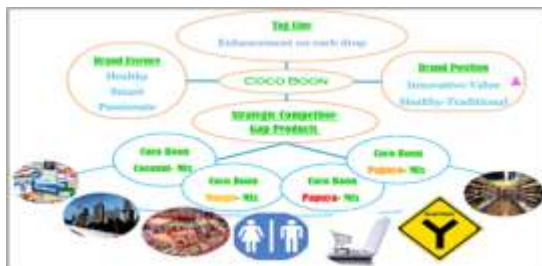 Tag Line
Enhancement on each drop
Brand Essence
Healthy
Smart
Passionate
COCO BOON
Brand Position
Innovative-Value
Healthy-Traditional
Strategic Competitor-
Gap Products
Coco Boon
Coconut- Mix
Coco Boon
Mango- Mix
Coco Boon
Papaya- Mix
Coco Boon
Papaya- Mix